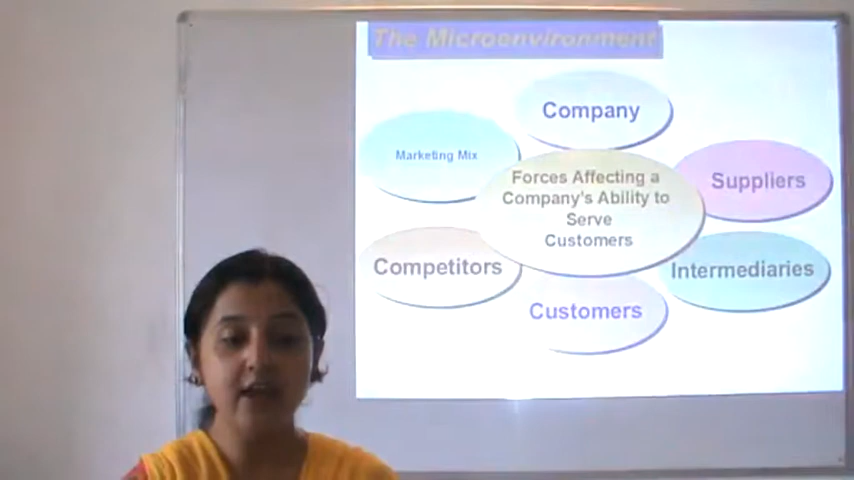 The Microenvironment
Company
Marketing Mix
Suppliers
Forces Affecting a
Company's Ability to
Serve
Customers
Competitors
Intermediaries
Customers